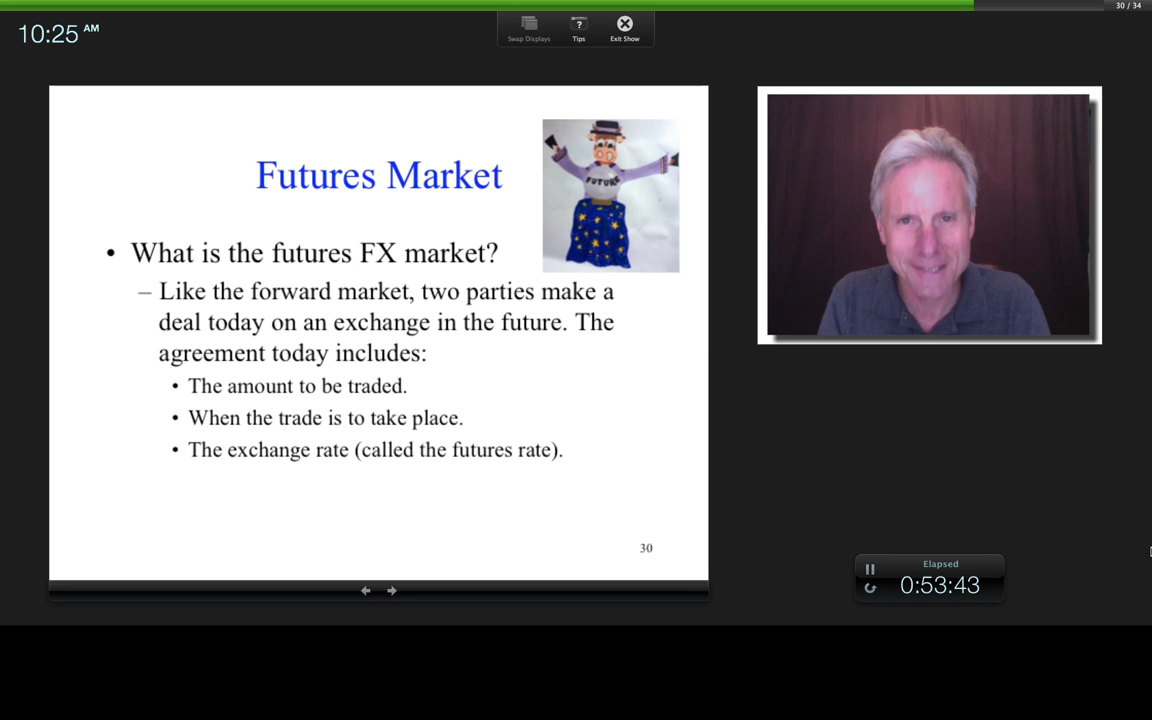 30 / 34
10:25 AM
Swap Displays
Tips
Exit Show
Futures Market
FUTURE
• What is the futures FX market?
– Like the forward market, two parties make a
deal today on an exchange in the future. The
agreement today includes:
• The amount to be traded.
• When the trade is to take place.
• The exchange rate (called the futures rate).
30
Elapsed
0:53:43